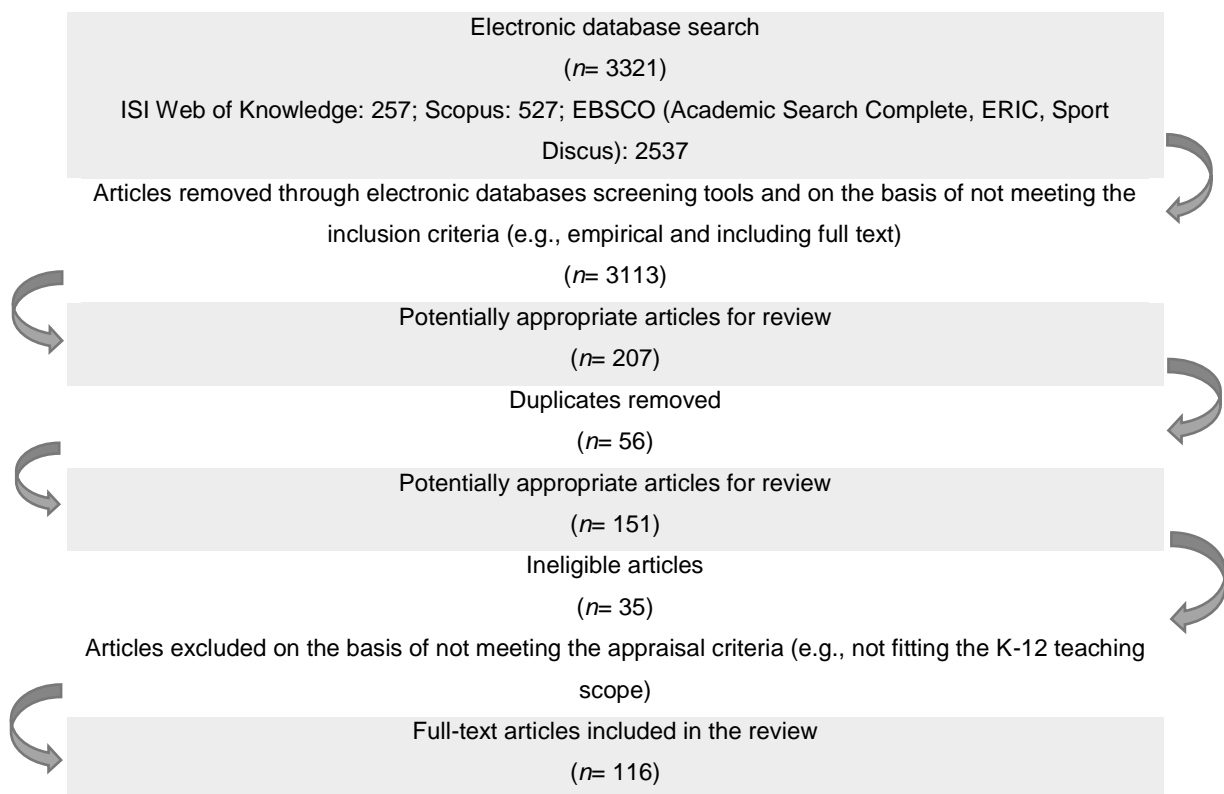 Electronic database search
(n= 3321)
ISI Web of Knowledge: 257; Scopus: 527; EBSCO (Academic Search Complete, ERIC, Sport
Discus): 2537
Articles removed through electronic databases screening tools and on the basis of not meeting the
inclusion criteria (e.g., empirical and including full text)
(n= 3113)
Potentially appropriate articles for review
(n= 207)
Duplicates removed
(n= 56)
Potentially appropriate articles for review
(n= 151)
Ineligible articles
(n= 35)
Articles excluded on the basis of not meeting the appraisal criteria (e.g., not fitting the K-12 teaching
scope)
Full-text articles included in the review
(n= 116)